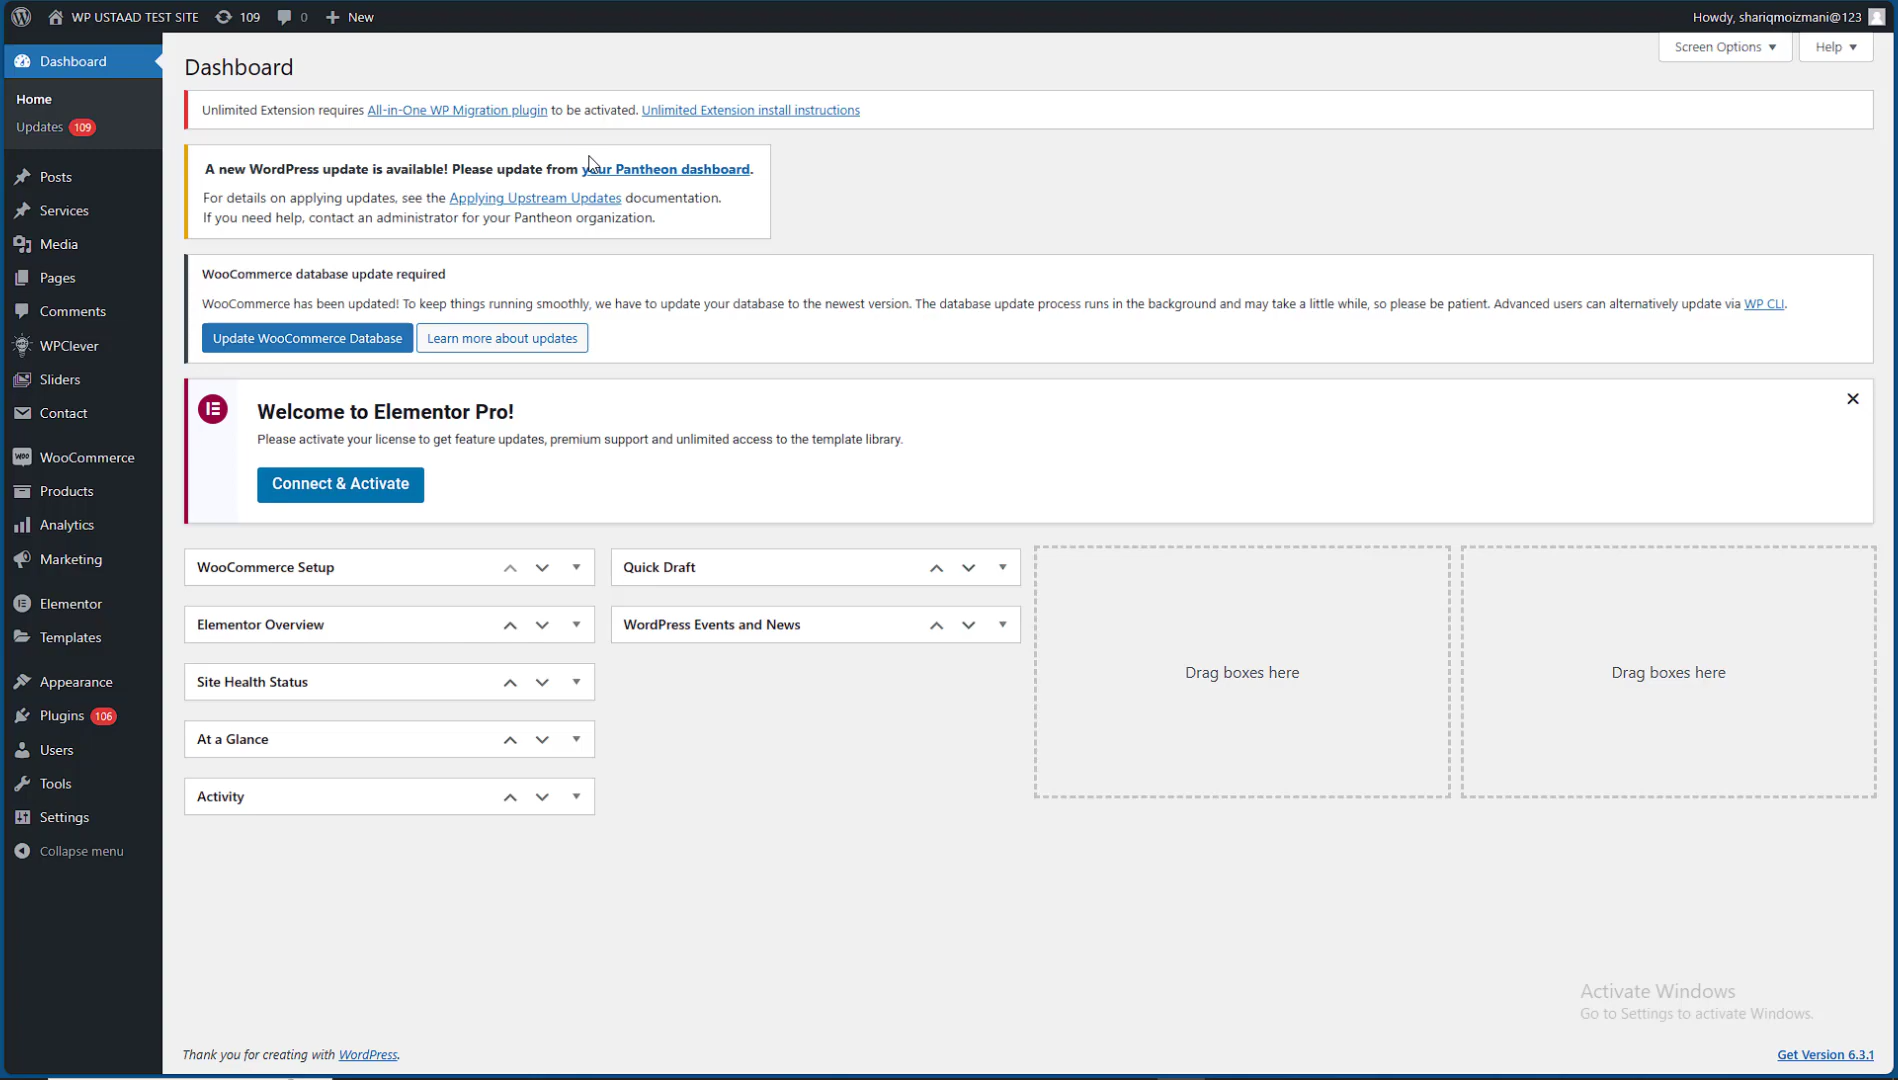 WP USTAAD TEST SITE 109 0 New Howdy, shariqmoizmani@123
Dashboard
Home
Updates 109
Posts
Services
Media
Pages
Comments
WPClever
Sliders
Contact
WooCommerce
Products
Analytics
Marketing
Elementor
Templates
Appearance
Plugins 106
Users
Tools
Settings
Collapse menu
Screen Options Help
Dashboard
Unlimited Extension requires All-in-One WP Migration plugin to be activated. Unlimited Extension install instructions
A new WordPress update is available! Please update from your Pantheon dashboard.
For details on applying updates, see the Applying Upstream Updates documentation.
If you need help, contact an administrator for your Pantheon organization.
WooCommerce database update required
WooCommerce has been updated! To keep things running smoothly, we have to update your database to the newest version. The database update process runs in the background and may take a little while, so please be patient. Advanced users can alternatively update via WP CLI.
Update WooCommerce Database Learn more about updates
Welcome to Elementor Pro!
Please activate your license to get feature updates, premium support and unlimited access to the template library.
Connect & Activate
WooCommerce Setup
Elementor Overview
Site Health Status
At a Glance
Activity
Quick Draft
WordPress Events and News
Drag boxes here
Drag boxes here
Activate Windows
Go to Settings to activate Windows.
Thank you for creating with WordPress.
Get Version 6.3.1